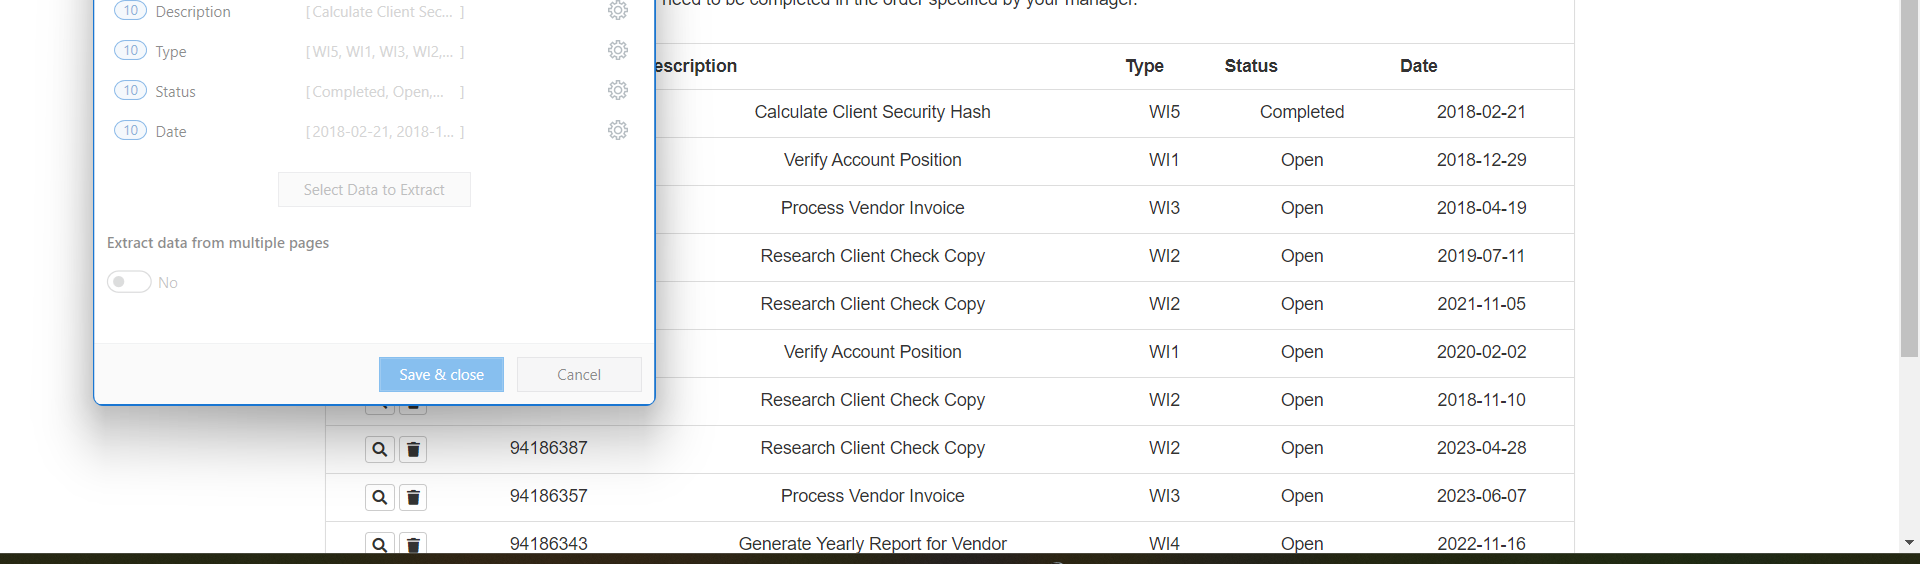 need to be completed in the order specified by your manager.
10 Description [ Calculate Client Sec... ]
10 Type [ WI5, WI1, WI3, WI2,... ]
10 Status [ Completed, Open,... ]
10 Date [ 2018-02-21, 2018-1... ]
Select Data to Extract
Extract data from multiple pages
No
Save & close Cancel
escription Type Status Date
Calculate Client Security Hash WI5 Completed 2018-02-21
Verify Account Position WI1 Open 2018-12-29
Process Vendor Invoice WI3 Open 2018-04-19
Research Client Check Copy WI2 Open 2019-07-11
Research Client Check Copy WI2 Open 2021-11-05
Verify Account Position WI1 Open 2020-02-02
Research Client Check Copy WI2 Open 2018-11-10
94186387 Research Client Check Copy WI2 Open 2023-04-28
94186357 Process Vendor Invoice WI3 Open 2023-06-07
94186343 Generate Yearly Report for Vendor WI4 Open 2022-11-16